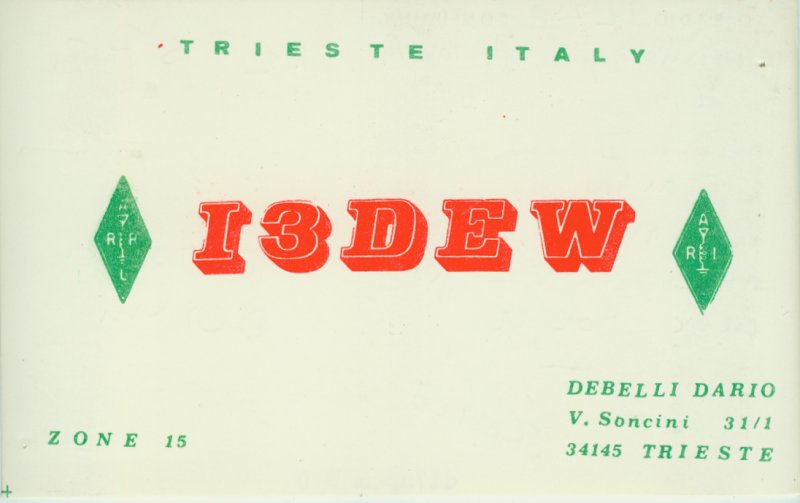 TRIESTE ITALY
I3DEW
A
R R
L
A
R I
DEBELLI DARIO
V. Soncini 31/1
34145 TRIESTE
ZONE 15